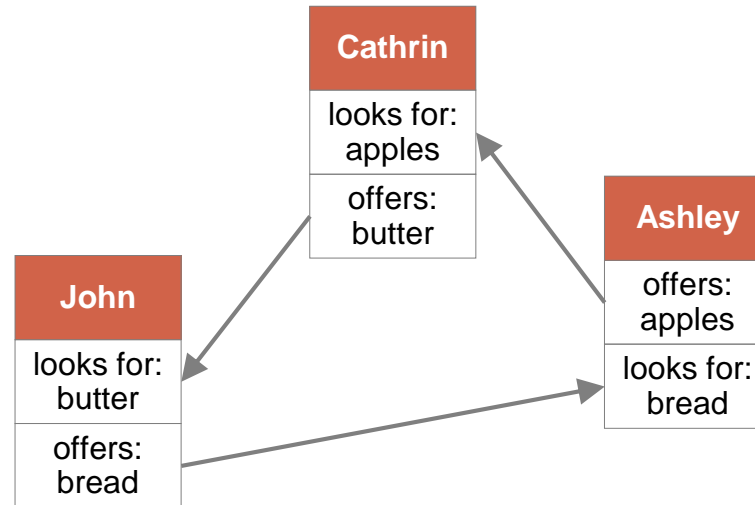 Cathrin
looks for:
apples
offers:
butter
Ashley
offers:
apples
looks for:
bread
John
looks for:
butter
offers:
bread